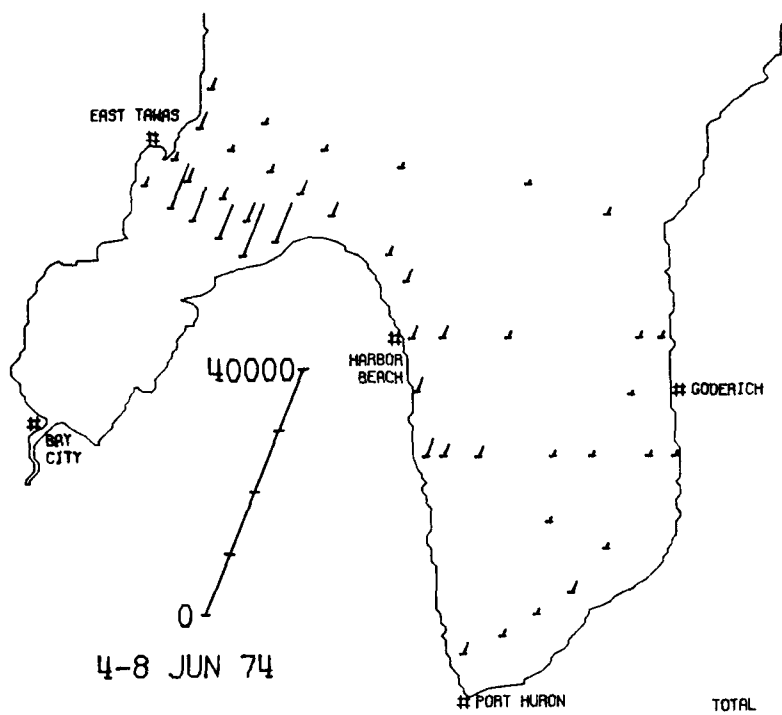 EAST TAWAS
40000
HARBOR
BEACH
GODERICH
BAY
CITY
0
4-8 JUN 74
PORT HURON
TOTAL